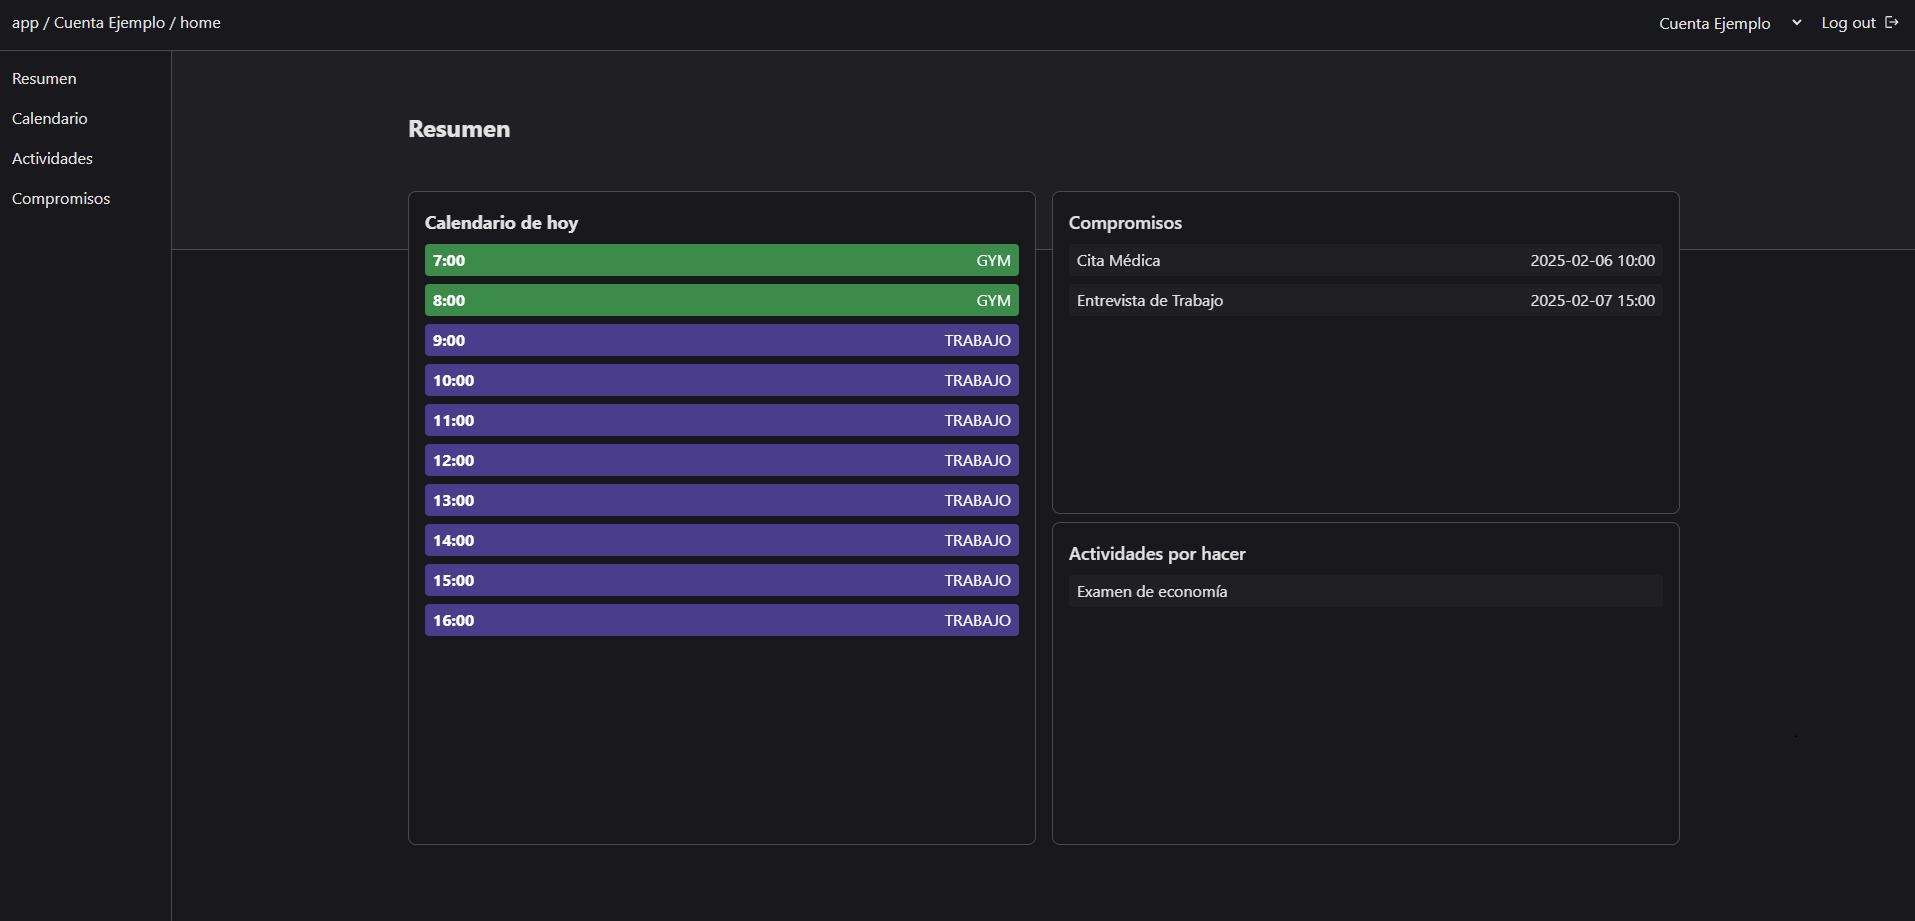 app / Cuenta Ejemplo / home
Cuenta Ejemplo
Log out
Resumen
Calendario
Actividades
Compromisos
Resumen
Calendario de hoy
7:00 GYM
8:00 GYM
9:00 TRABAJO
10:00 TRABAJO
11:00 TRABAJO
12:00 TRABAJO
13:00 TRABAJO
14:00 TRABAJO
15:00 TRABAJO
16:00 TRABAJO
Compromisos
Cita Médica 2025-02-06 10:00
Entrevista de Trabajo 2025-02-07 15:00
Actividades por hacer
Examen de economía